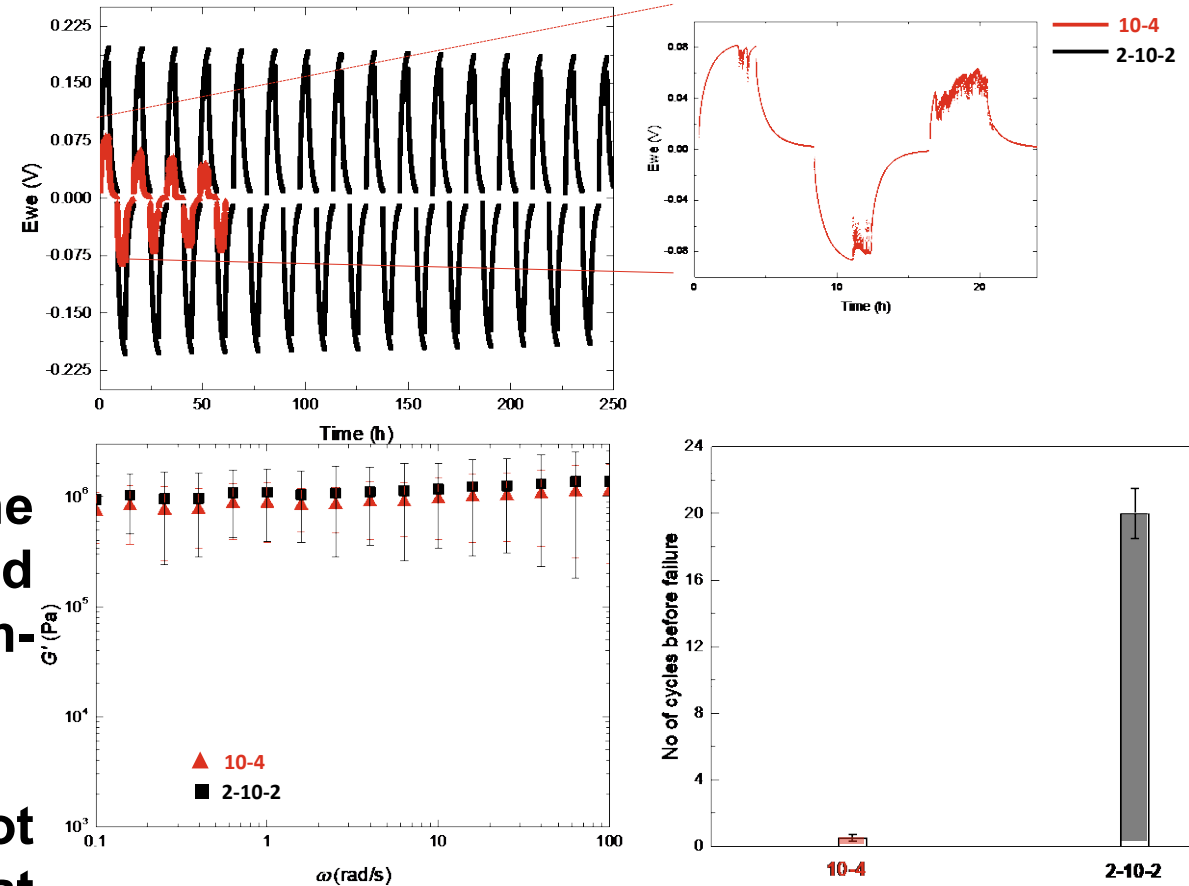 0.225
0.150
0.075
0.000
-0.075
-0.150
-0.225
Ewe (V)
0 50 100 150 200 250
Time (h)
0.08
0.04
0.00
-0.04
-0.08
Ewe (V)
0 10 20
Time (h)
10-4
2-10-2
ne
d
n-
ot
st
10⁶
10⁵
10⁴
10³
G' (Pa)
10-4
2-10-2
0.1 1 10 100
ω (rad/s)
24
20
16
12
8
4
0
No of cycles before failure
10-4 2-10-2